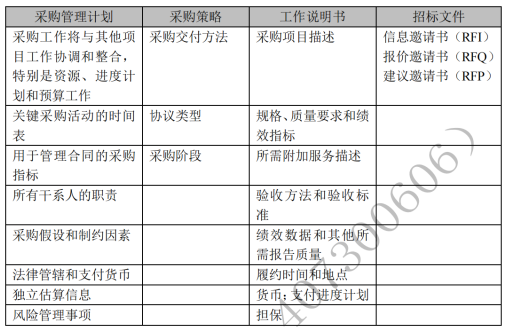 采购管理计划 采购策略 工作说明书 招标文件
采购工作将与其他项 采购交付方法 采购项目描述 信息邀请书（RFI）
目工作协调和整合， 报价邀请书（RFQ）
特别是资源、进度计 建议邀请书（RFP）
划和预算工作
关键采购活动的时间 协议类型 规格、质量要求和绩
表 效指标
用于管理合同的采购 采购阶段 所需附加服务描述
指标
所有干系人的职责 验收方法和验收标
准
采购假设和制约因素 绩效数据和其他所
需报告质量
法律管辖和支付货币 履约时间和地点
独立估算信息 货币；支付进度计划
风险管理事项 担保
407300606）